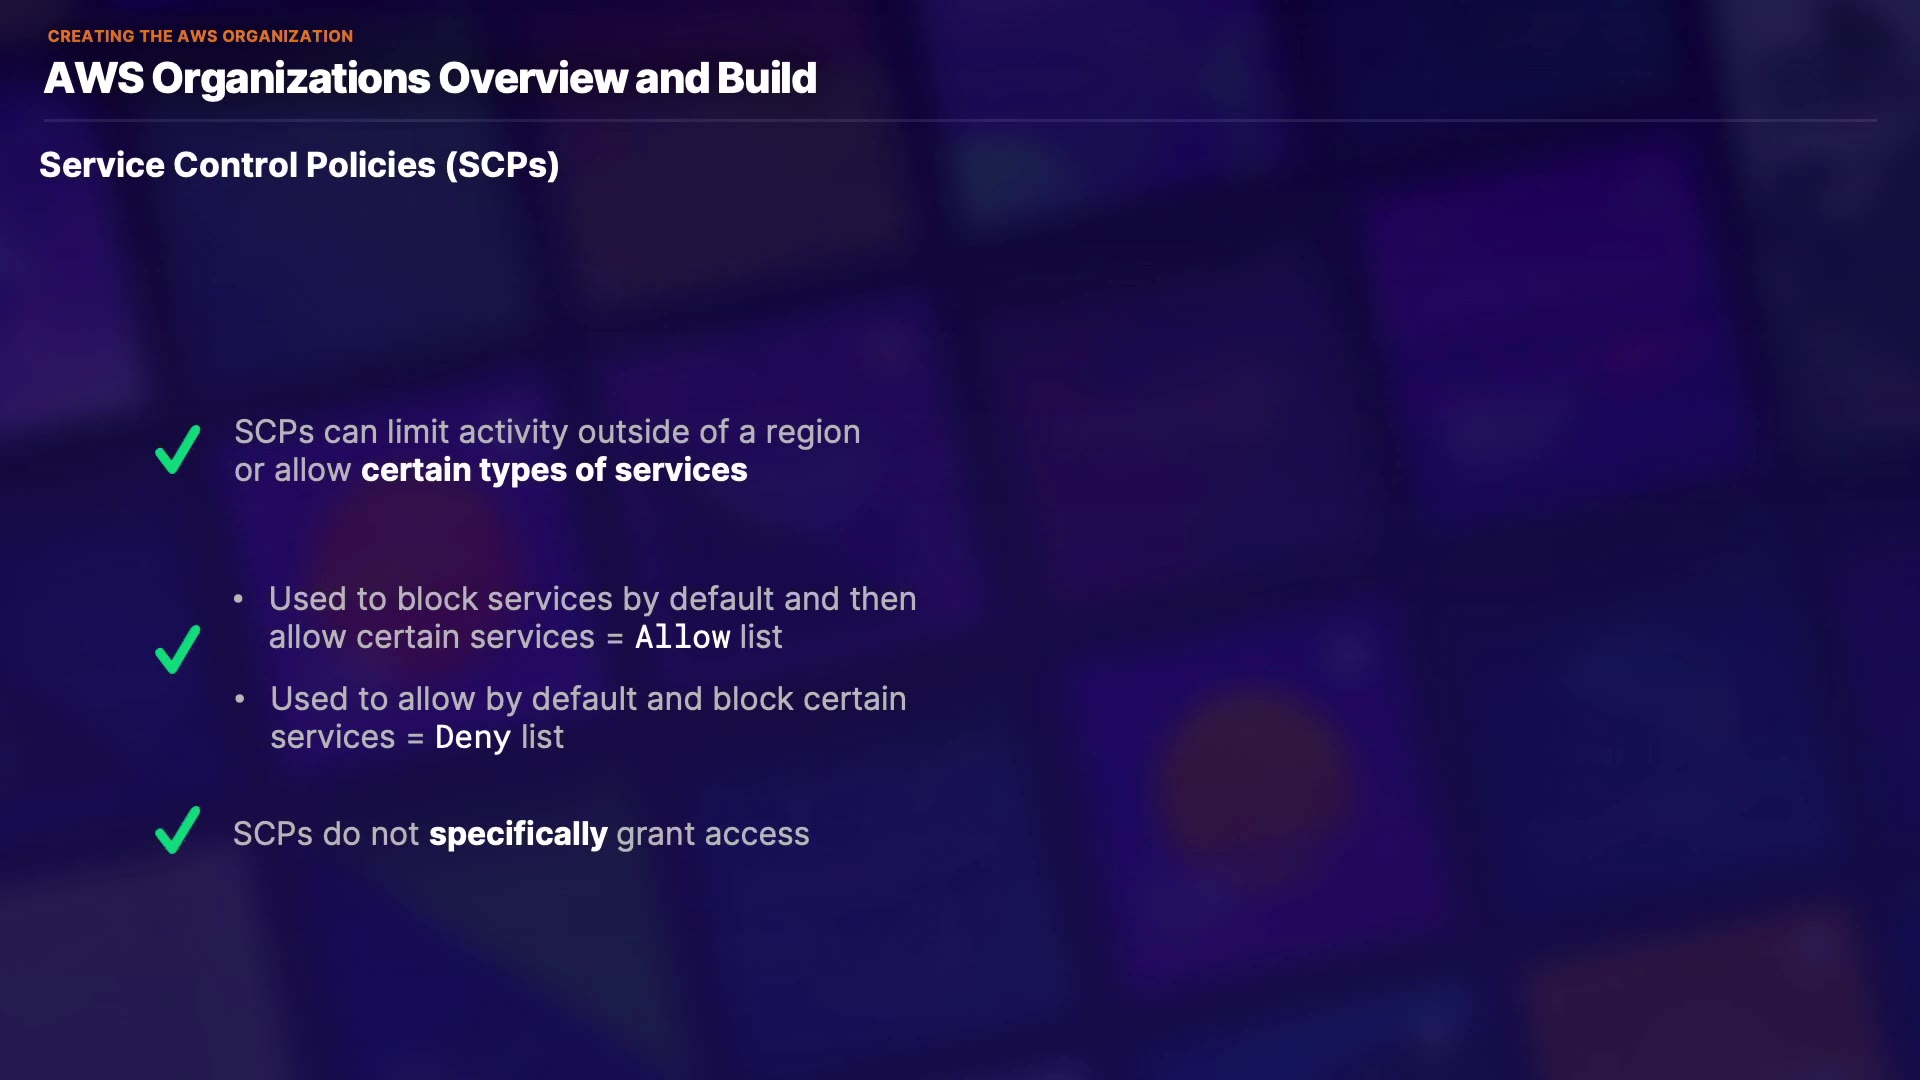 CREATING THE AWS ORGANIZATION
AWS Organizations Overview and Build
Service Control Policies (SCPs)
SCPs can limit activity outside of a region
or allow certain types of services
• Used to block services by default and then
allow certain services = Allow list
• Used to allow by default and block certain
services = Deny list
SCPs do not specifically grant access